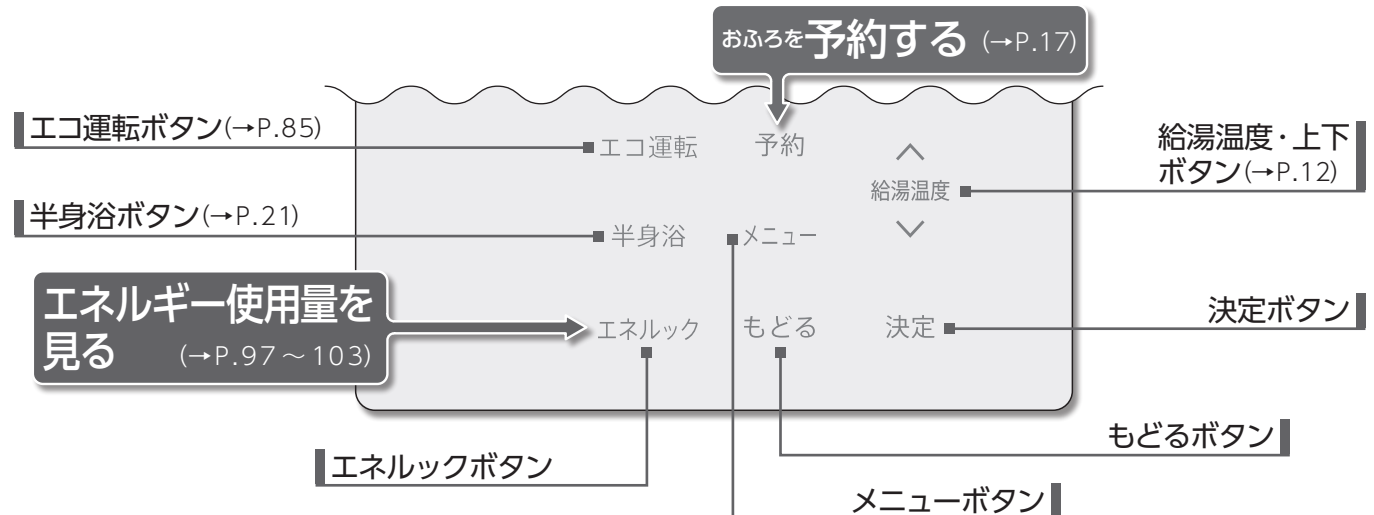 おふろを予約する (→P.17)
エコ運転ボタン(→P.85)
給湯温度・上下
ボタン(→P.12)
エコ運転
予約
給湯温度
半身浴ボタン(→P.21)
半身浴
メニュー
エネルギー使用量を
見る (→P.97～103)
エネルック
もどる
決定
決定ボタン
もどるボタン
エネルックボタン
メニューボタン